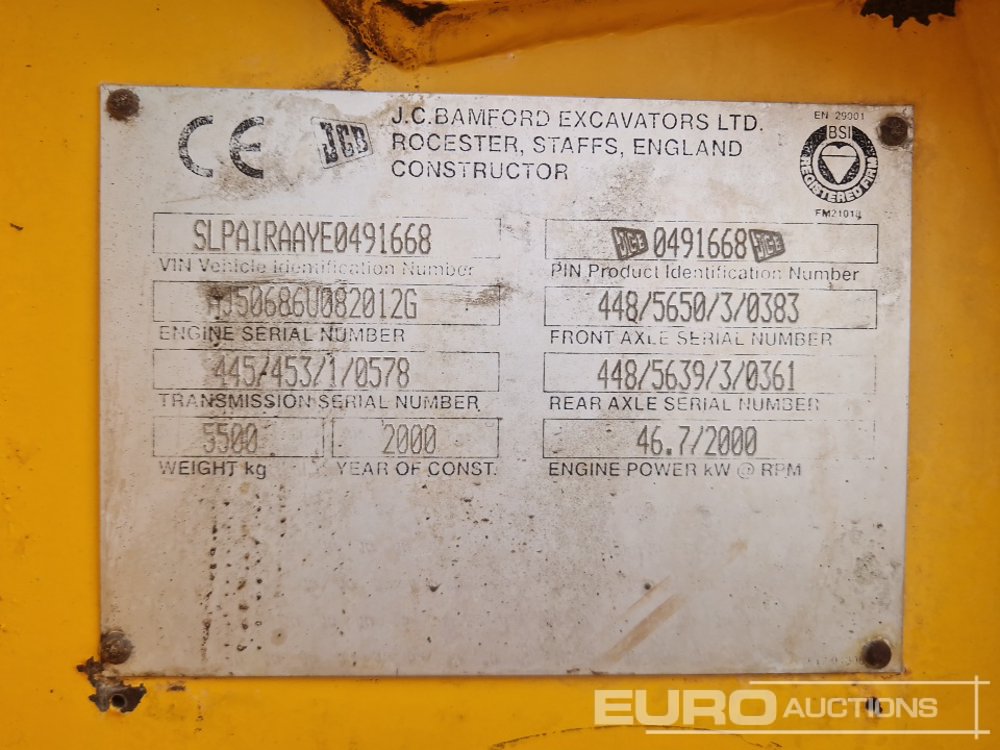 CE JCB J.C.BAMFORD EXCAVATORS LTD.
ROCESTER, STAFFS, ENGLAND
CONSTRUCTOR
EN 29001
BSI
REGISTERED FIRM
FM21018
SLPAIRAAYE0491668
VIN Vehicle Identification Number
JCB 0491668 JCB
PIN Product Identification Number
ENGINE SERIAL NUMBER
448/5650/3/0383
FRONT AXLE SERIAL NUMBER
445/453/1/0578
TRANSMISSION SERIAL NUMBER
448/5639/3/0361
REAR AXLE SERIAL NUMBER
5500
WEIGHT kg
2000
YEAR OF CONST.
46.7/2000
ENGINE POWER kW @ RPM
EURO AUCTIONS